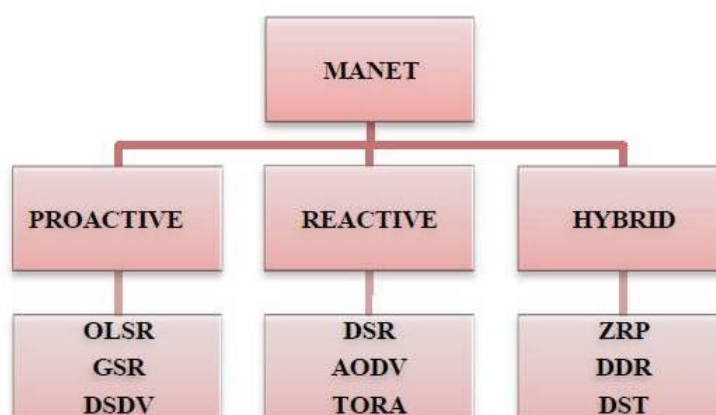 MANET
PROACTIVE
REACTIVE
HYBRID
OLSR
GSR
DSDV
DSR
AODV
TORA
ZRP
DDR
DST